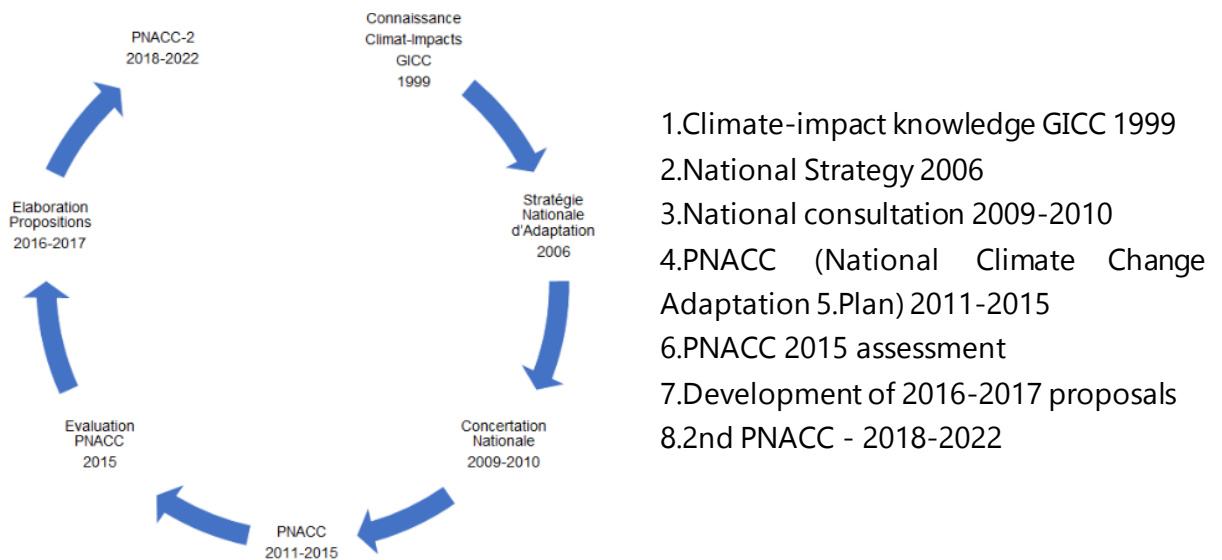 PNACC-2
2018-2022
Connaissance
Climat-Impacts
GICC
1999
Stratégie
Nationale
d'Adaptation
2006
Concertation
Nationale
2009-2010
PNACC
2011-2015
Evaluation
PNACC
2015
Elaboration
Propositions
2016-2017
1.Climate-impact knowledge GICC 1999
2.National Strategy 2006
3.National consultation 2009-2010
4.PNACC (National Climate Change
Adaptation 5.Plan) 2011-2015
6.PNACC 2015 assessment
7.Development of 2016-2017 proposals
8.2nd PNACC - 2018-2022